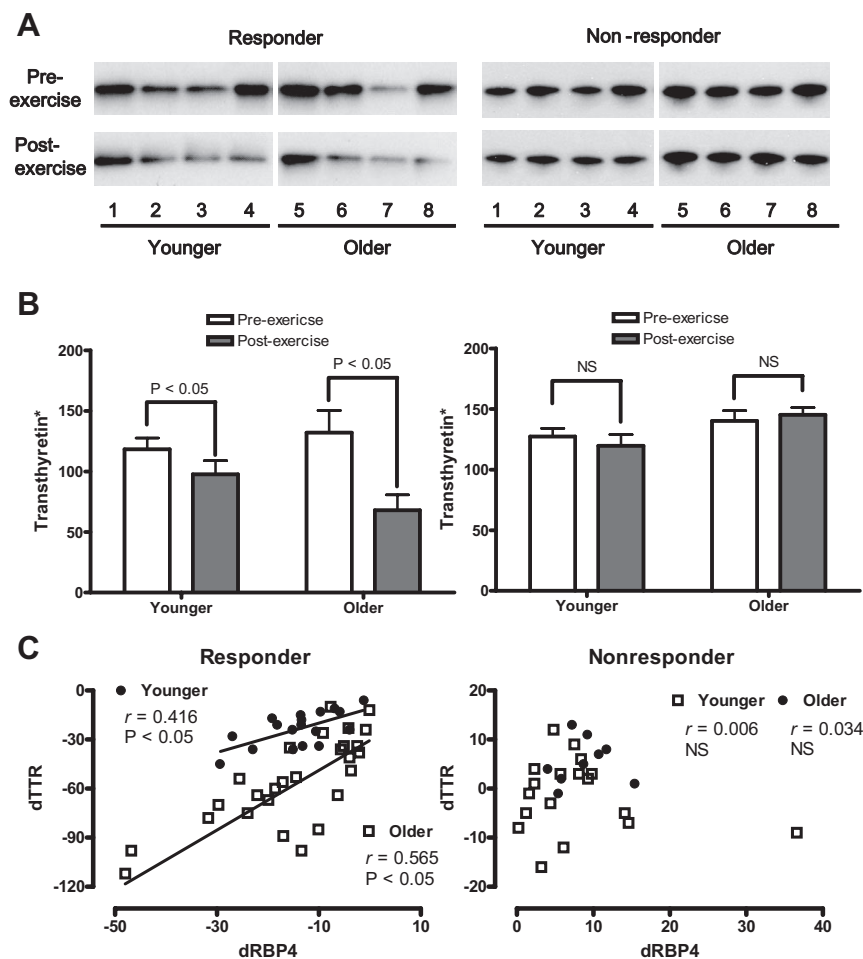 A
Responder
Non -responder
Pre-
exercise
Post-
exercise
1 2 3 4 5 6 7 8 1 2 3 4 5 6 7 8
Younger Older Younger Older
B
Pre-exericse
Post-exercise
200
150
100
50
0
Transthyretin*
P < 0.05
P < 0.05
Younger Older
Pre-exericse
Post-exercise
200
150
100
50
0
Transthyretin*
NS
NS
Younger Older
C
Responder
0
-30
-60
-90
-120
dTTR
Younger
r = 0.416
P < 0.05
Older
r = 0.565
P < 0.05
-50 -30 -10 10
dRBP4
Nonresponder
20
10
0
-10
-20
dTTR
Younger Older
r = 0.006 r = 0.034
NS NS
0 10 20 30 40
dRBP4